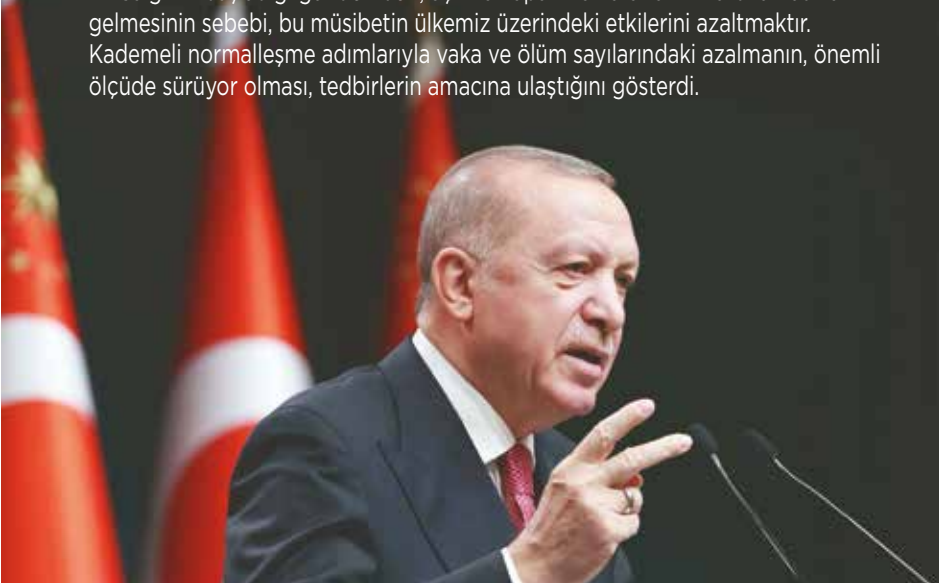 gelmesinin sebebi, bu müsibetin ülkemiz üzerindeki etkilerini azaltmaktır.
Kademeli normalleşme adımlarıyla vaka ve ölüm sayılarındaki azalmanın, önemli
ölçüde sürüyor olması, tedbirlerin amacına ulaştığını gösterdi.